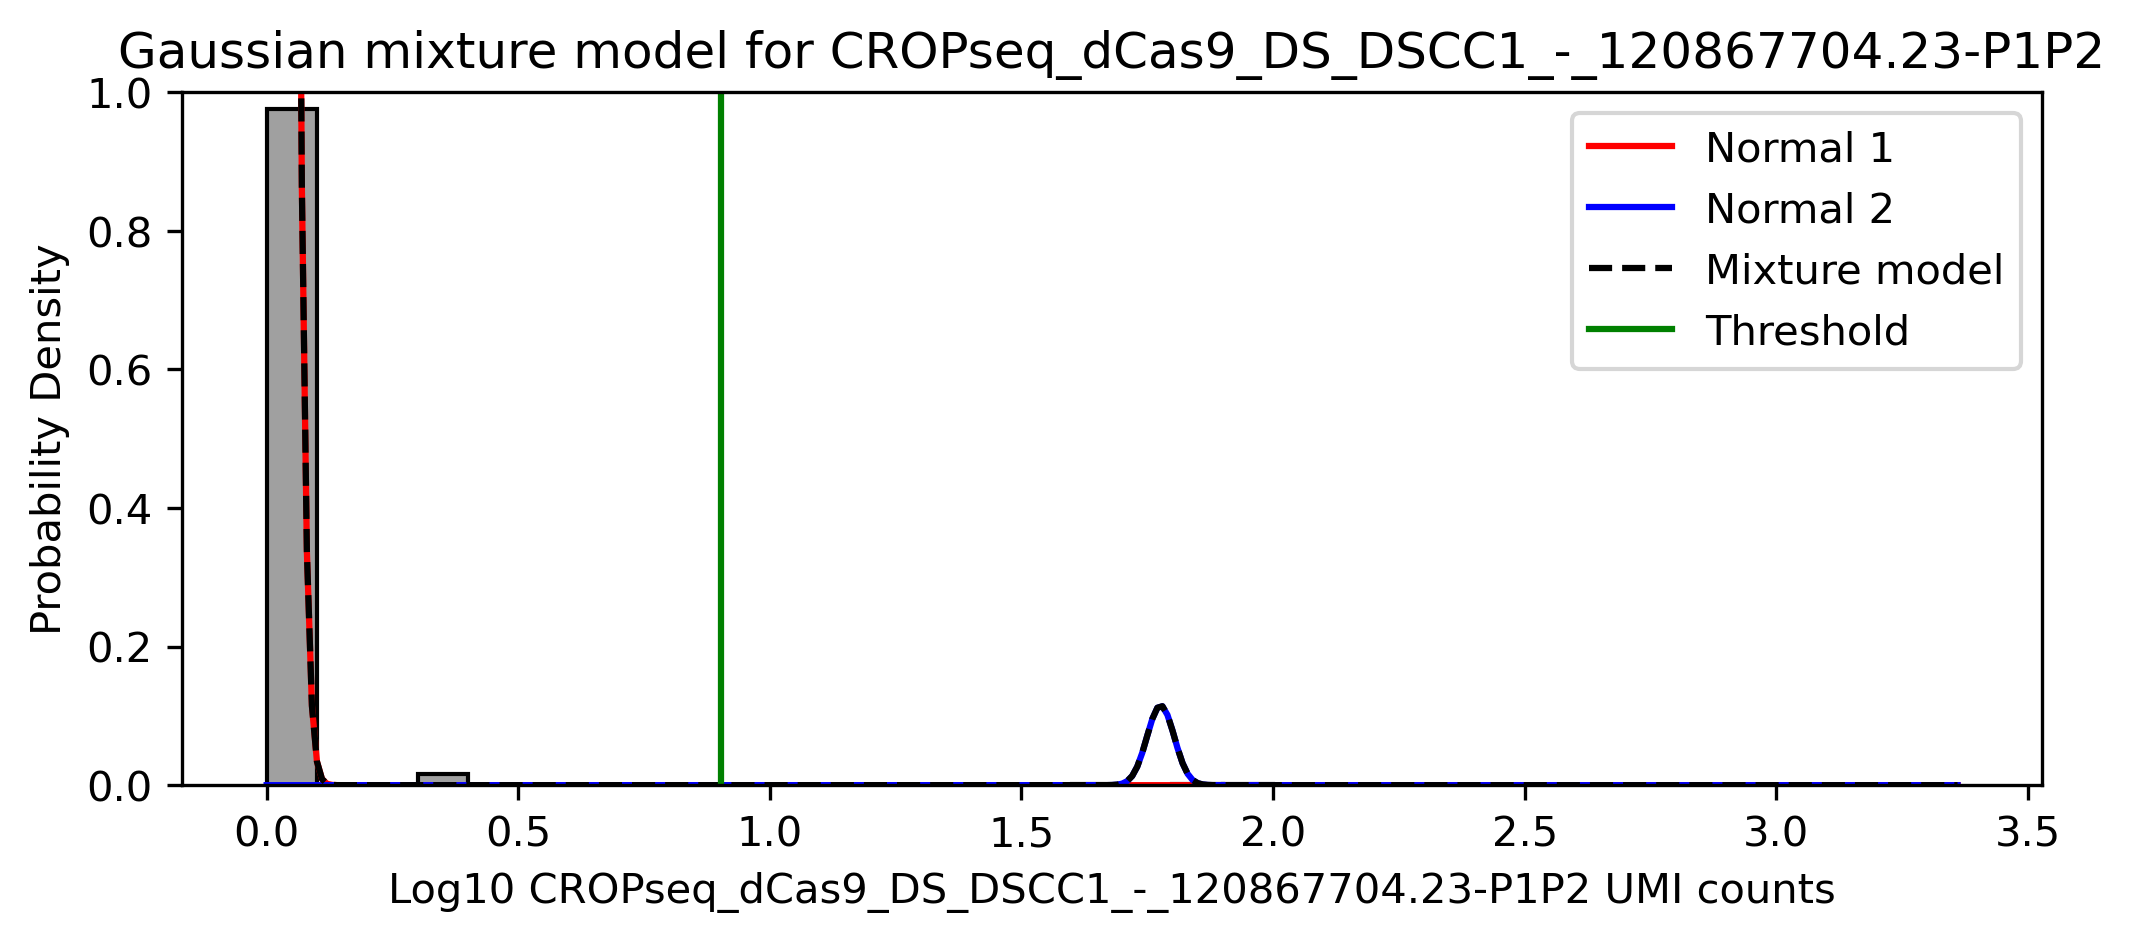 Gaussian mixture model for CROPseq_dCas9_DS_DSCC1_-_120867704.23-P1P2
1.0
0.8
0.6
0.4
0.2
0.0
Probability Density
Normal 1
Normal 2
Mixture model
Threshold
0.0 0.5 1.0 1.5 2.0 2.5 3.0 3.5
Log10 CROPseq_dCas9_DS_DSCC1_-_120867704.23-P1P2 UMI counts